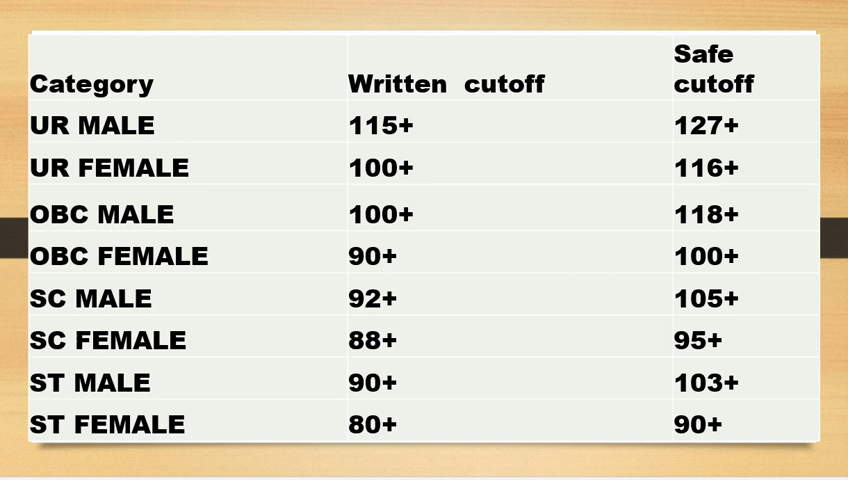 Category Written cutoff Safe cutoff
UR MALE 115+ 127+
UR FEMALE 100+ 116+
OBC MALE 100+ 118+
OBC FEMALE 90+ 100+
SC MALE 92+ 105+
SC FEMALE 88+ 95+
ST MALE 90+ 103+
ST FEMALE 80+ 90+